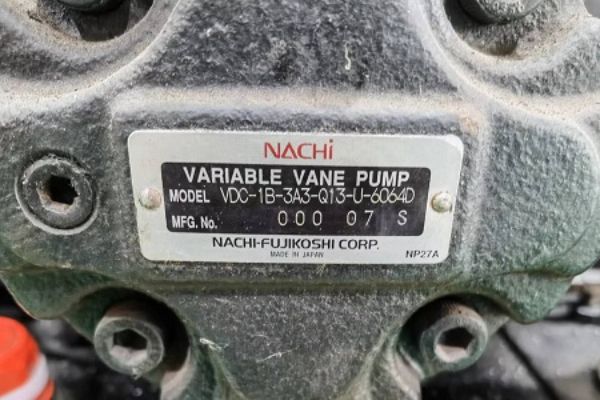 NACHi
VARIABLE VANE PUMP
MODEL VDC-1B-3A3-Q13-U-6064D
MFG. No. 000 07 S
NACHI-FUJIKOSHI CORP.
MADE IN JAPAN
NP27A